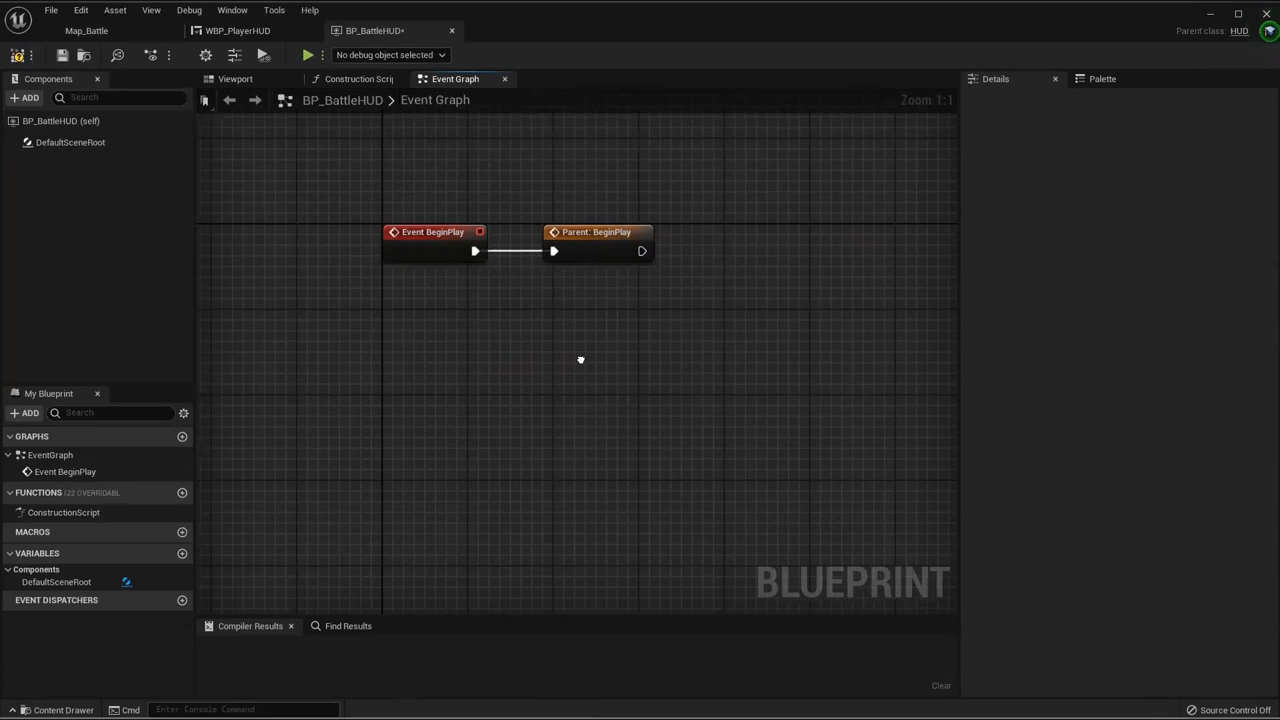 File Edit Asset View Debug Window Tools Help
Map_Battle WBP_PlayerHUD BP_BattleHUD* Parent class: HUD
No debug object selected
Components Viewport Construction Scrip Event Graph Details Palette
ADD Search BP_BattleHUD > Event Graph Zoom 1:1
BP_BattleHUD (self)
DefaultSceneRoot
Event BeginPlay Parent: BeginPlay
My Blueprint
ADD Search
GRAPHS
EventGraph
Event BeginPlay
FUNCTIONS (22 OVERRIDABL
ConstructionScript
MACROS
VARIABLES
Components
DefaultSceneRoot
BLUEPRINT
EVENT DISPATCHERS
Compiler Results Find Results
Clear
Content Drawer Cmd Enter Console Command Source Control Off